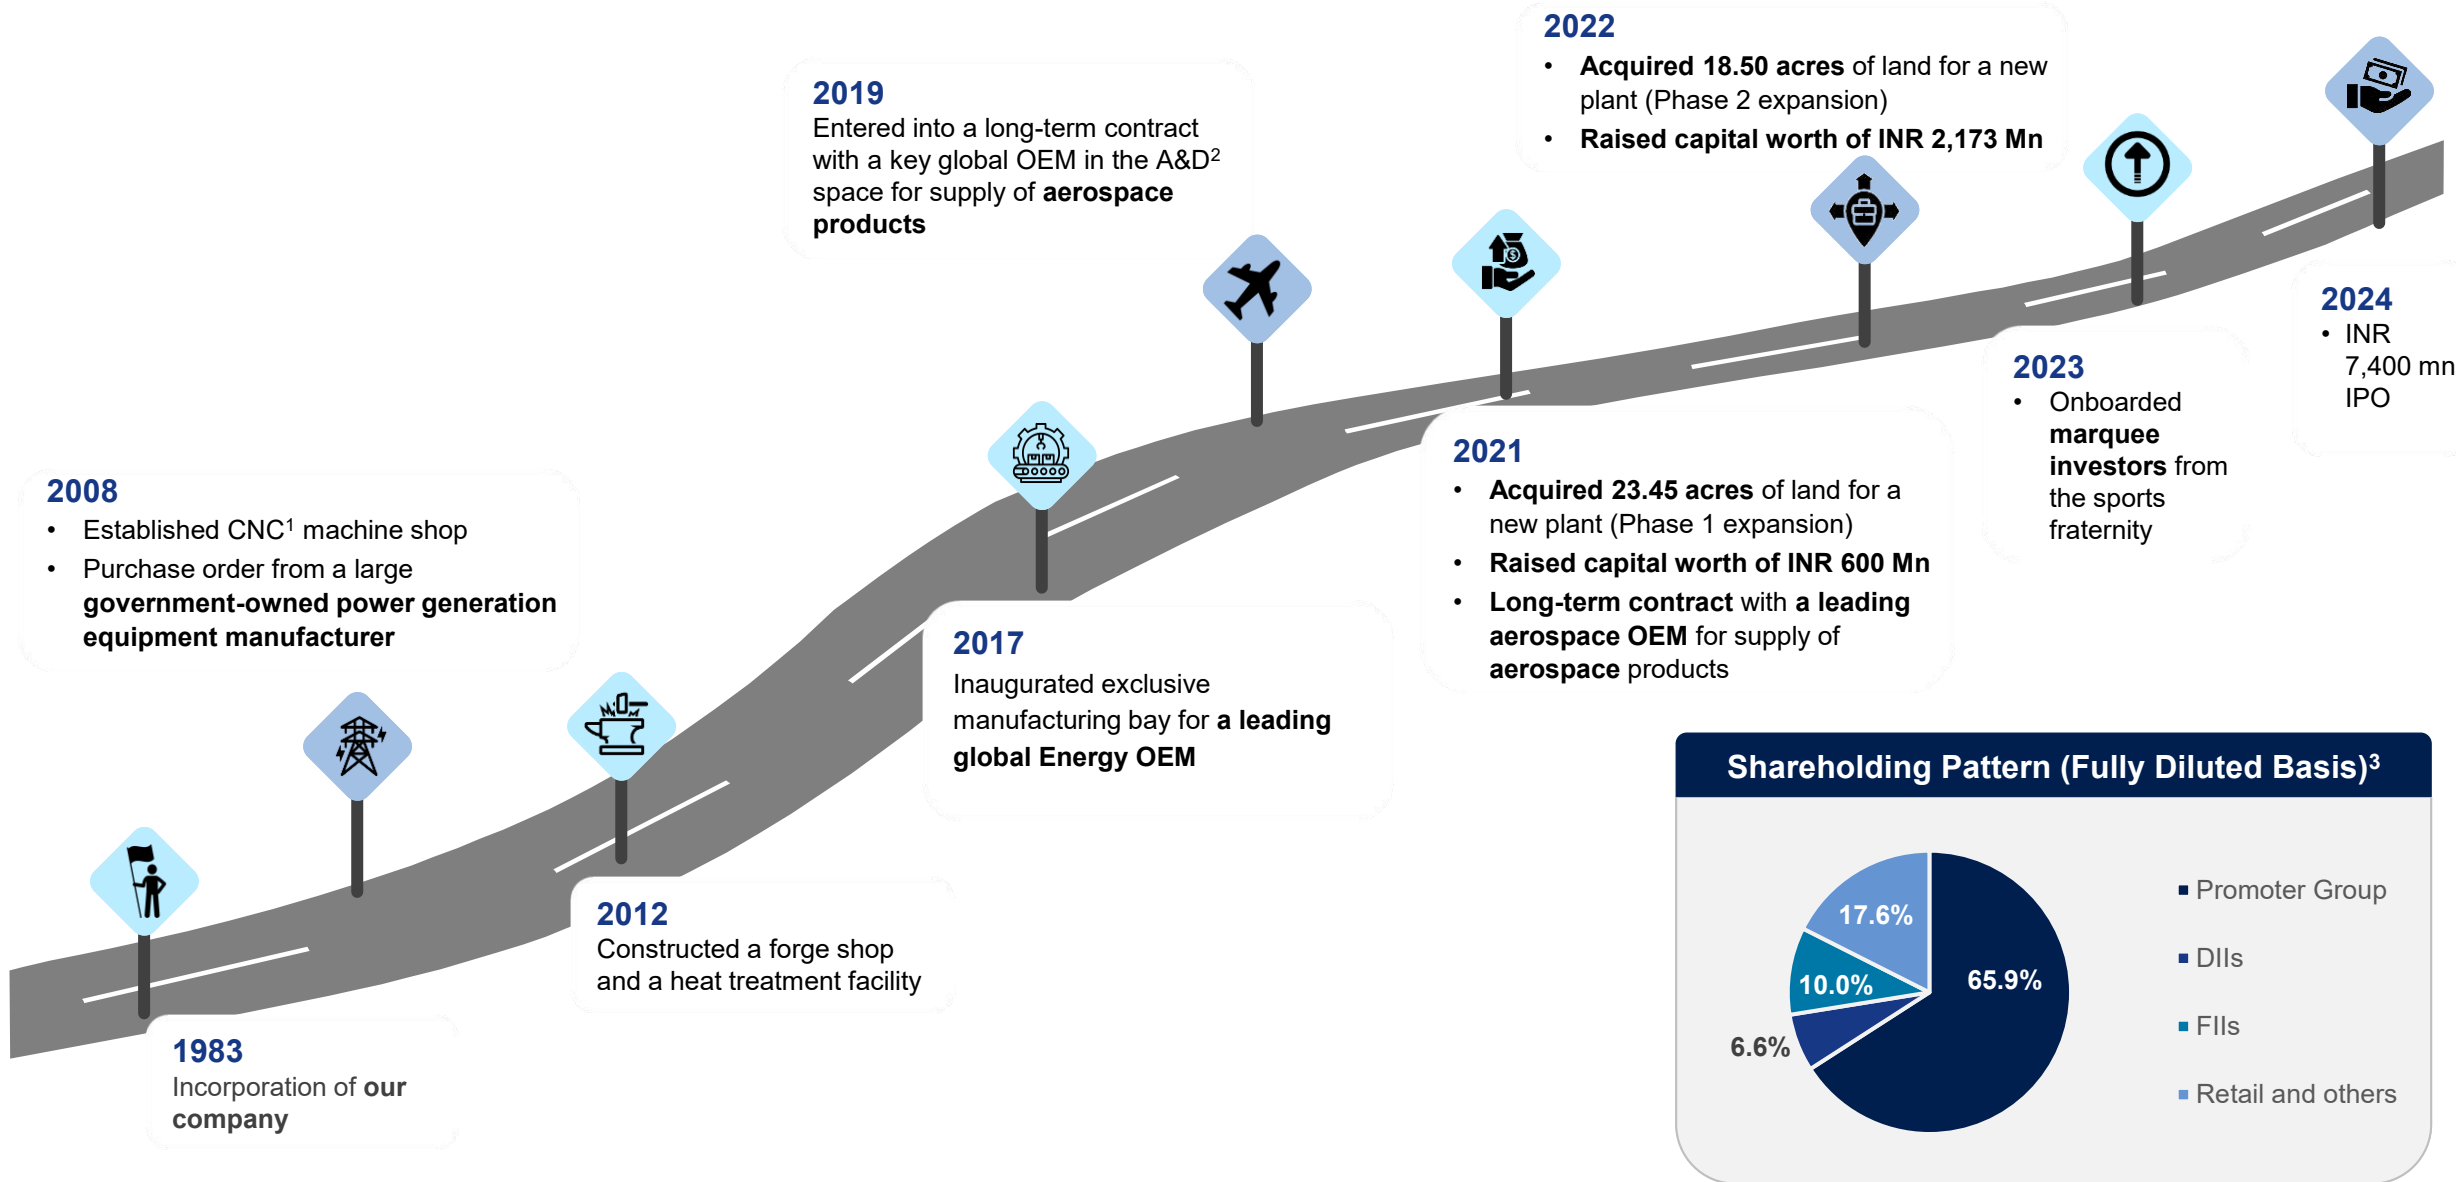 2022
• Acquired 18.50 acres of land for a new
plant (Phase 2 expansion)
• Raised capital worth of INR 2,173 Mn
2019
Entered into a long-term contract
with a key global OEM in the A&D²
space for supply of aerospace
products
2024
• INR
7,400 mn
IPO
2023
• Onboarded
marquee
investors from
the sports
fraternity
2021
• Acquired 23.45 acres of land for a
new plant (Phase 1 expansion)
• Raised capital worth of INR 600 Mn
• Long-term contract with a leading
aerospace OEM for supply of
aerospace products
2008
• Established CNC¹ machine shop
• Purchase order from a large
government-owned power generation
equipment manufacturer
2017
Inaugurated exclusive
manufacturing bay for a leading
global Energy OEM
2012
Constructed a forge shop
and a heat treatment facility
1983
Incorporation of our
company
Shareholding Pattern (Fully Diluted Basis)³
17.6%
10.0%
65.9%
6.6%
Promoter Group
DIIs
FIIs
Retail and others